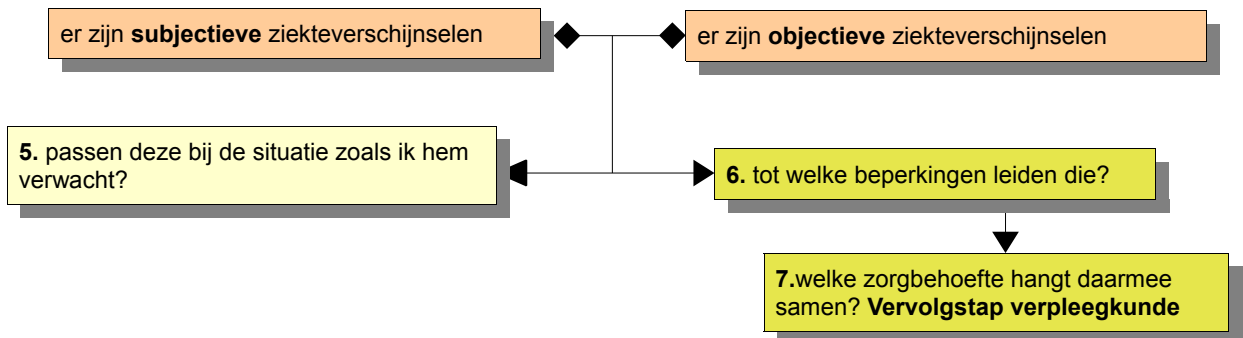 er zijn subjectieve ziekteverschijnselen
er zijn objectieve ziekteverschijnselen
5. passen deze bij de situatie zoals ik hem
verwacht?
6. tot welke beperkingen leiden die?
7.welke zorgbehoefte hangt daarmee
samen? Vervolgstap verpleegkunde